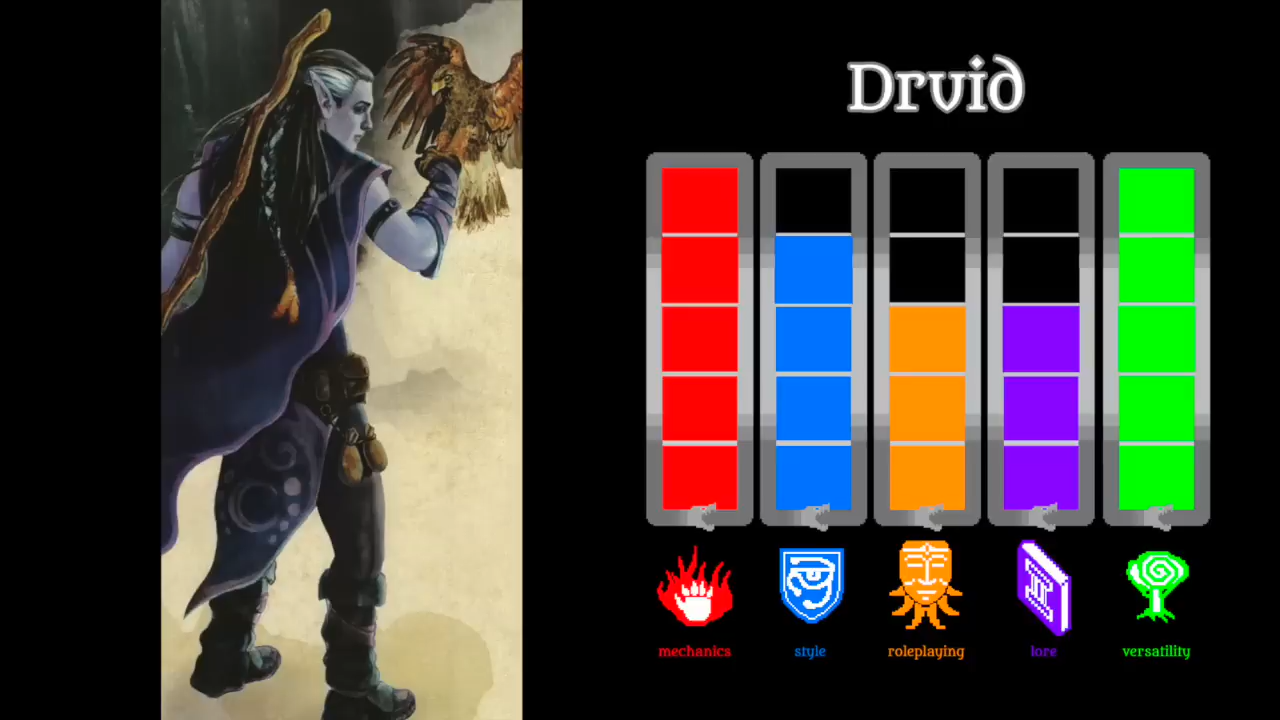 Druid
mechanics
style
roleplaying
lore
versatility